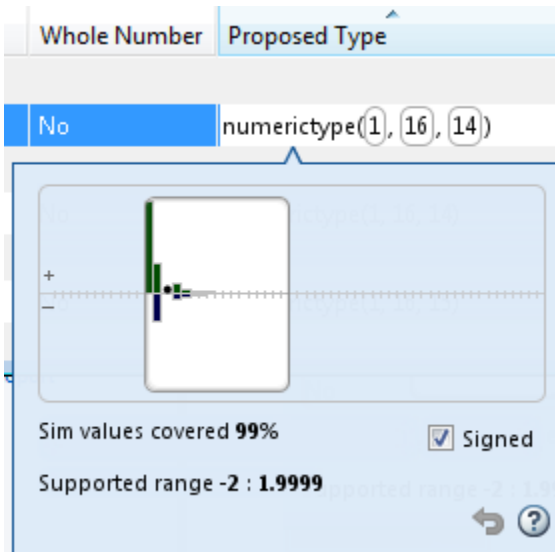 Whole Number Proposed Type
No numerictype(1, 16, 14)
+
−
Sim values covered 99%
Signed
Supported range -2 : 1.9999
?